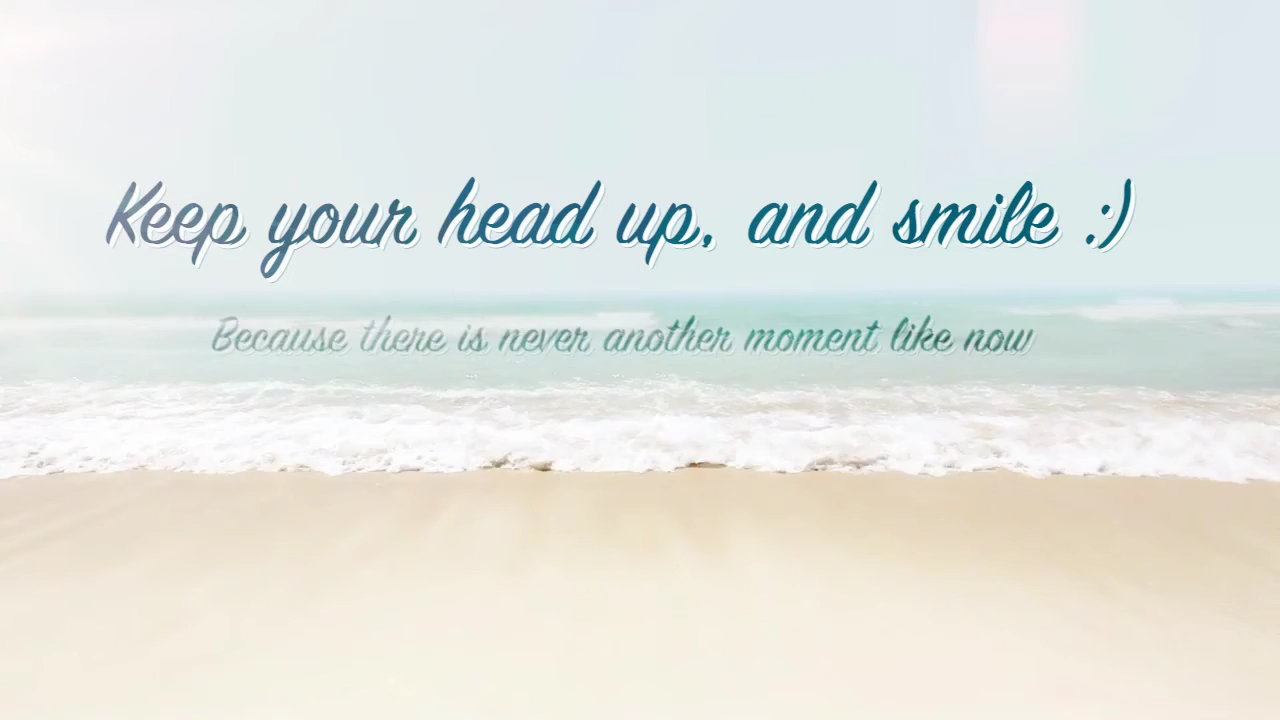 Keep your head up, and smile :)
Because there is never another moment like now